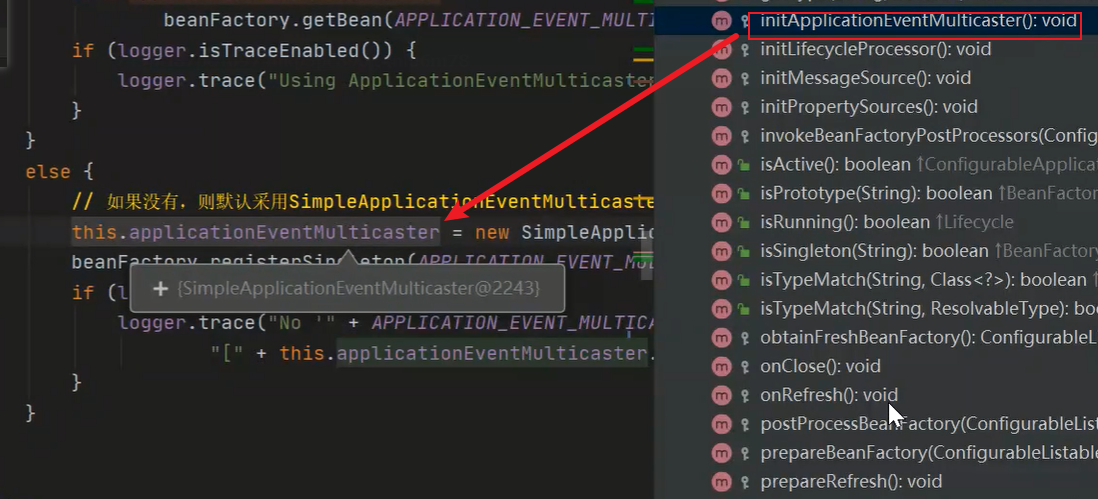 beanFactory.getBean(APPLICATION_EVENT_MULTI
if (logger.isTraceEnabled()) {
logger.trace("Using ApplicationEventMulticaster
}
}
else {
// 如果没有，则默认采用SimpleApplicationEventMulticaste
this.applicationEventMulticaster = new SimpleApplic
beanFactory.registerSingleton(APPLICATION_EVENT_MU
+ {SimpleApplicationEventMulticaster@2243}
if (l
logger.trace("No '" + APPLICATION_EVENT_MULTICA
"[" + this.applicationEventMulticaster.
}
}
initApplicationEventMulticaster(): void
initLifecycleProcessor(): void
initMessageSource(): void
initPropertySources(): void
invokeBeanFactoryPostProcessors(Config
isActive(): boolean ↑ConfigurableApplica
isPrototype(String): boolean ↑BeanFactor
isRunning(): boolean ↑Lifecycle
isSingleton(String): boolean ↑BeanFactory
isTypeMatch(String, Class<?>): boolean ↑
isTypeMatch(String, ResolvableType): boo
obtainFreshBeanFactory(): ConfigurableL
onClose(): void
onRefresh(): void
postProcessBeanFactory(ConfigurableList
prepareBeanFactory(ConfigurableListable
prepareRefresh(): void